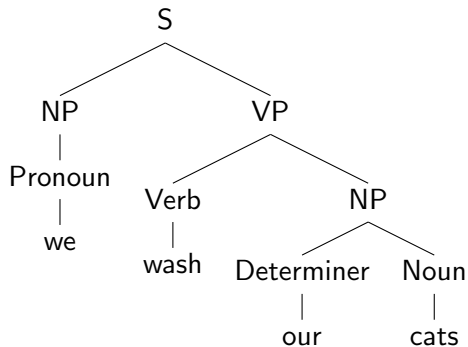 S
NP VP
Pronoun
Verb NP
we
wash
Determiner Noun
our cats